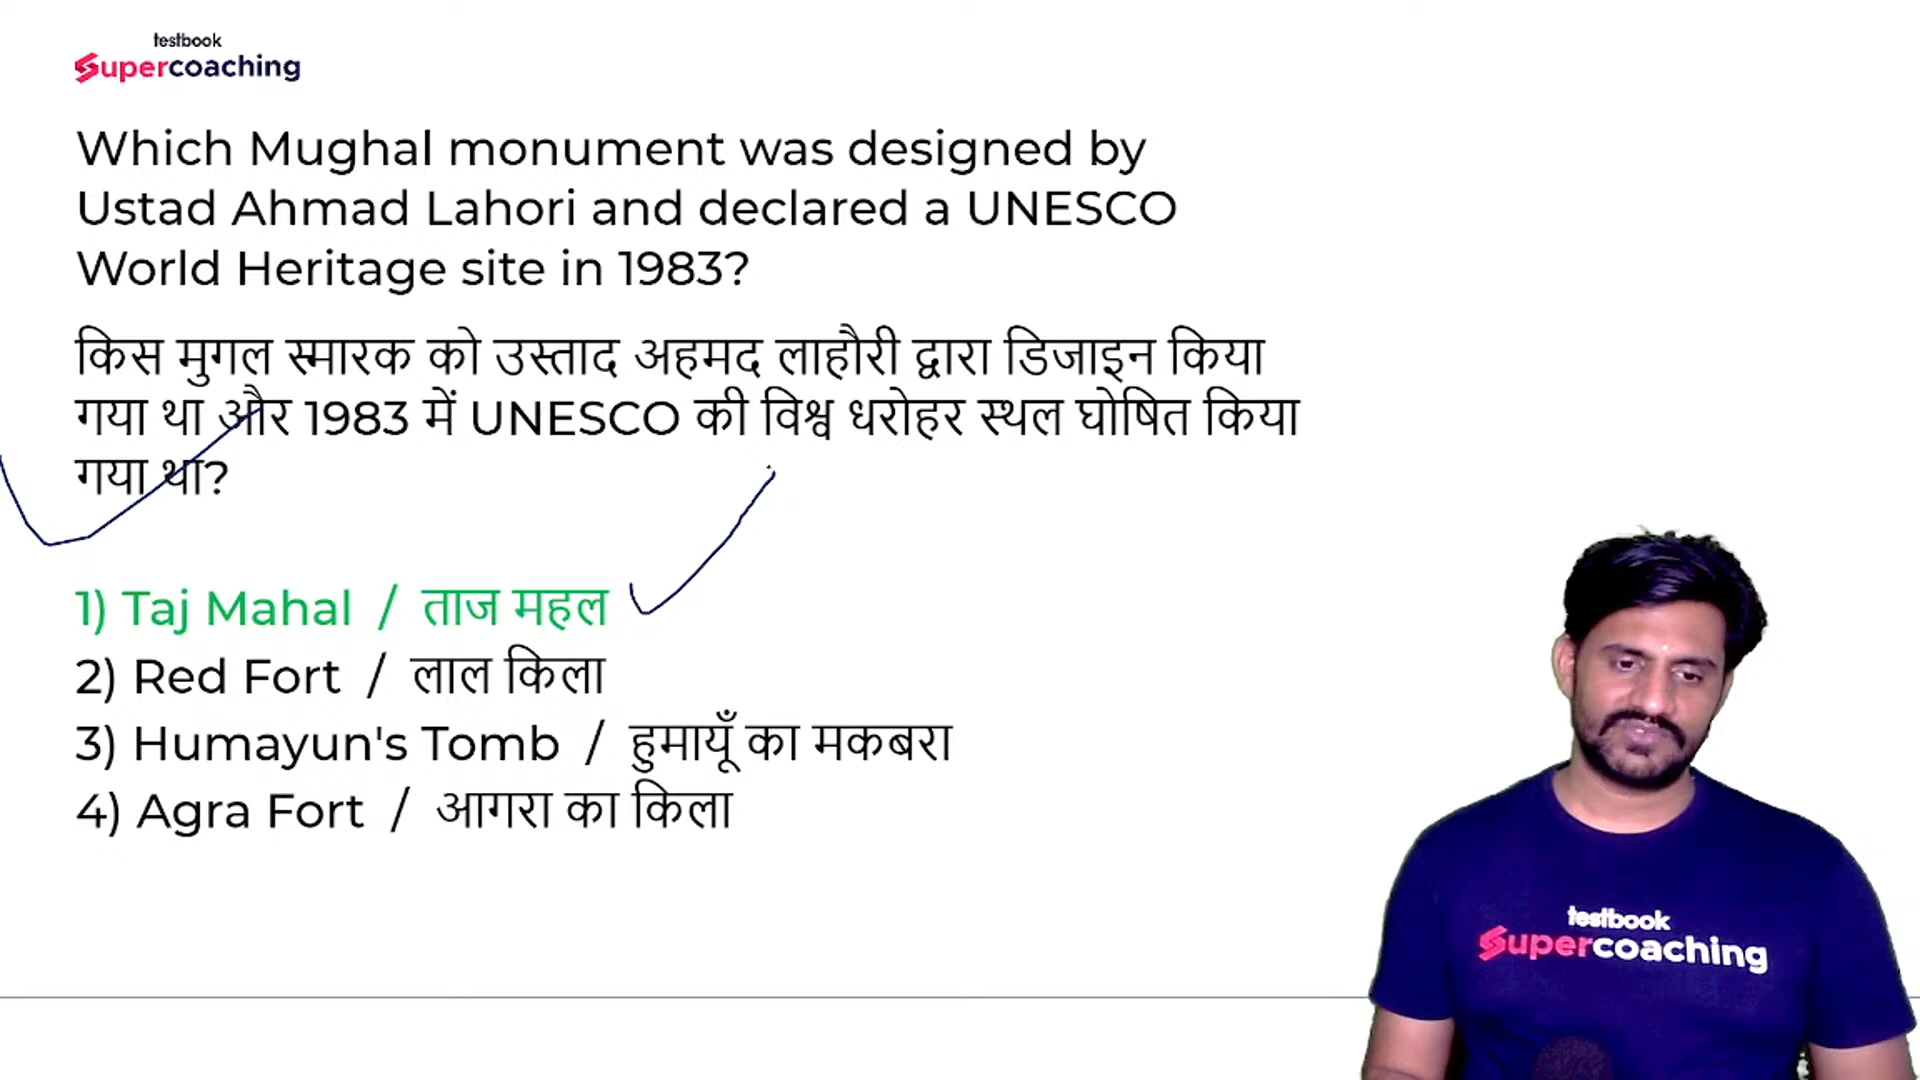 testbook
Supercoaching
Which Mughal monument was designed by
Ustad Ahmad Lahori and declared a UNESCO
World Heritage site in 1983?
किस मुगल स्मारक को उस्ताद अहमद लाहौरी द्वारा डिजाइन किया
गया था और 1983 में UNESCO की विश्व धरोहर स्थल घोषित किया
गया था?
1) Taj Mahal / ताज महल
2) Red Fort / लाल किला
3) Humayun's Tomb / हुमायूँ का मकबरा
4) Agra Fort / आगरा का किला
testbook
Supercoaching